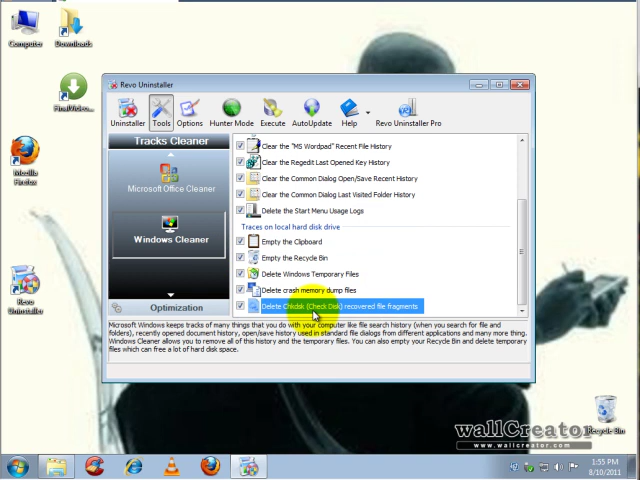 Computer
Downloads
FinalVideo...
Mozilla
Firefox
Revo
Uninstaller
Revo Uninstaller
Uninstaller Tools Options Hunter Mode Execute AutoUpdate Help Revo Uninstaller Pro
Tracks Cleaner
Microsoft Office Cleaner
Windows Cleaner
Optimization
Clear the "MS Wordpad" Recent File History
Clear the Regedit Last Opened Key History
Clear the Common Dialog Open/Save Recent History
Clear the Common Dialog Last Visited Folder History
Delete the Start Menu Usage Logs
Traces on local hard disk drive
Empty the Clipboard
Empty the Recycle Bin
Delete Windows Temporary Files
Delete crash memory dump files
Delete Chkdsk (Check Disk) recovered file fragments
Microsoft Windows keeps tracks of many things that you do with your computer like file search history (when you search for file and
folders), recently opened document history, open/save history used in standard file dialogs from different applications and many more thing.
Windows Cleaner allows you to remove all of this history and the temporary files. You can also empty your Recycle Bin and delete temporary
files which can free a lot of hard disk space.
wallCreator
www.wallcreator.com
Recycle Bin
1:55 PM
8/10/2011